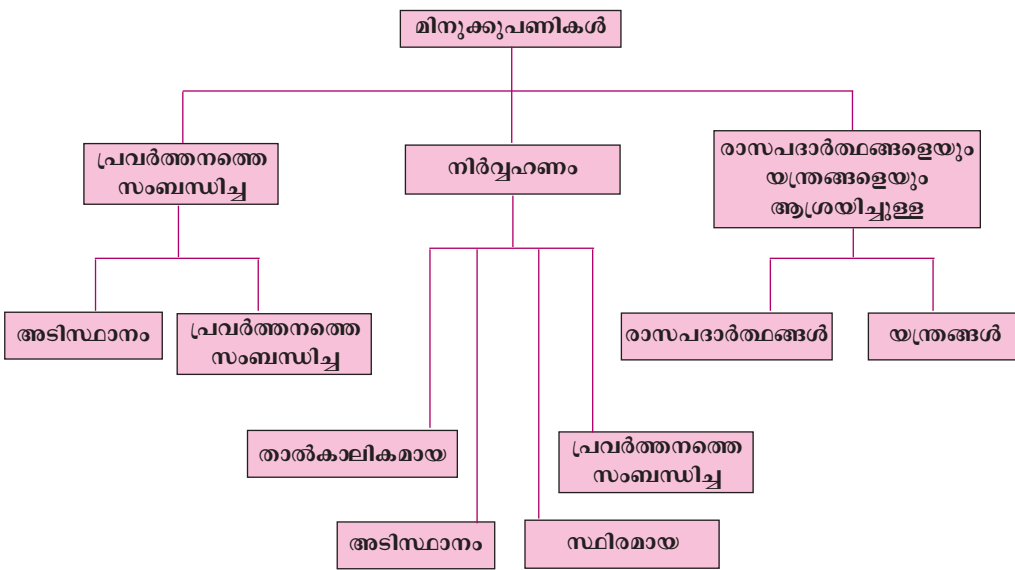 മിനുക്കുപണികൾ
പ്രവർത്തനത്തെ
സംബന്ധിച്ച
നിർവ്വഹണം
രാസപദാർത്ഥങ്ങളെയും
യന്ത്രങ്ങളെയും
ആശ്രയിച്ചുള്ള
അടിസ്ഥാനം
പ്രവർത്തനത്തെ
സംബന്ധിച്ച
രാസപദാർത്ഥങ്ങൾ
യന്ത്രങ്ങൾ
താൽകാലികമായ
പ്രവർത്തനത്തെ
സംബന്ധിച്ച
അടിസ്ഥാനം
സ്ഥിരമായ